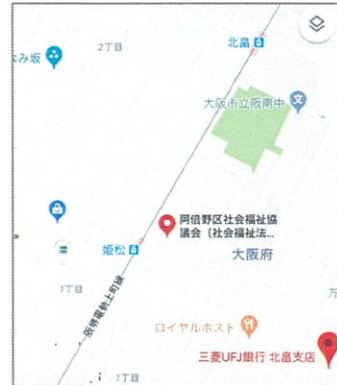 2丁目
北畠
なみ坂
大阪市立阪南中
文
阿倍野区社会福祉協
議会（社会福祉法...
姫松
大阪府
1丁目
阪堺電軌上町線
万
ロイヤルホスト
三菱UFJ銀行 北畠支店
1丁目